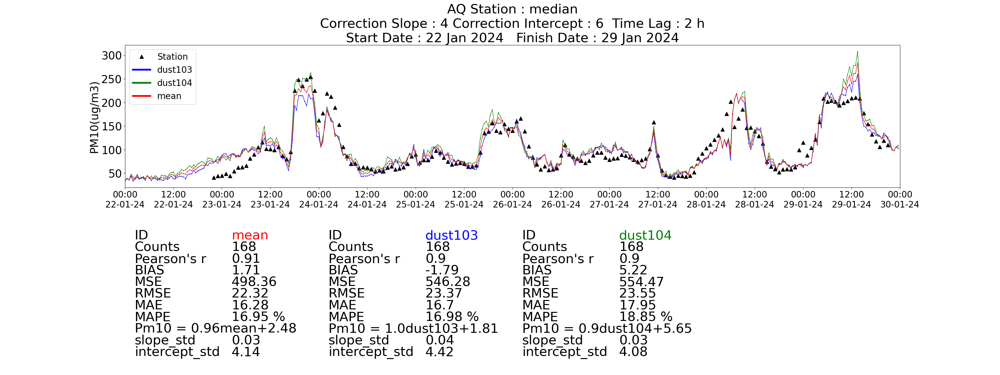 AQ Station : median
Correction Slope : 4 Correction Intercept : 6  Time Lag : 2 h
Start Date : 22 Jan 2024   Finish Date : 29 Jan 2024
PM10(ug/m3)
300
250
200
150
100
50
Station
dust103
dust104
mean
00:00 12:00 00:00 12:00 00:00 12:00 00:00 12:00 00:00 12:00 00:00 12:00 00:00 12:00 00:00 12:00 00:00
22-01-24 22-01-24 23-01-24 23-01-24 24-01-24 24-01-24 25-01-24 25-01-24 26-01-24 26-01-24 27-01-24 27-01-24 28-01-24 28-01-24 29-01-24 29-01-24 30-01-24
ID mean
Counts 168
Pearson's r 0.91
BIAS 1.71
MSE 498.36
RMSE 22.32
MAE 16.28
MAPE 16.95 %
Pm10 = 0.96mean+2.48
slope_std 0.03
intercept_std 4.14
ID dust103
Counts 168
Pearson's r 0.9
BIAS -1.79
MSE 546.28
RMSE 23.37
MAE 16.7
MAPE 16.98 %
Pm10 = 1.0dust103+1.81
slope_std 0.04
intercept_std 4.42
ID dust104
Counts 168
Pearson's r 0.9
BIAS 5.22
MSE 554.47
RMSE 23.55
MAE 17.95
MAPE 18.85 %
Pm10 = 0.9dust104+5.65
slope_std 0.03
intercept_std 4.08